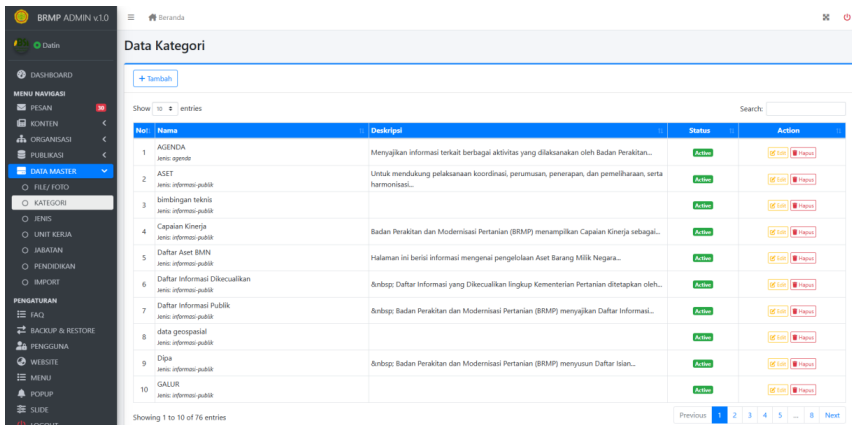 BRMP ADMIN v.1.0
Beranda
Datin
Data Kategori
DASHBOARD
MENU NAVIGASI
PESAN 30
KONTEN
ORGANISASI
PUBLIKASI
DATA MASTER
FILE/ FOTO
KATEGORI
JENIS
UNIT KERJA
JABATAN
PENDIDIKAN
IMPORT
PENGATURAN
FAQ
BACKUP & RESTORE
PENGGUNA
WEBSITE
MENU
POPUP
SLIDE
LOGOUT
+ Tambah
Show 10 entries
Search:
No Nama Deskripsi Status Action
1 AGENDA Menyajikan informasi terkait berbagai aktivitas yang dilaksanakan oleh Badan Perakitan... Active Edit Hapus
Jenis: agenda
2 ASET Untuk mendukung pelaksanaan koordinasi, perumusan, penerapan, dan pemeliharaan, serta Active Edit Hapus
Jenis: informasi-publik harmonisasi...
3 bimbingan teknis Active Edit Hapus
Jenis: informasi-publik
4 Capaian Kinerja Badan Perakitan dan Modernisasi Pertanian (BRMP) menampilkan Capaian Kinerja sebagai... Active Edit Hapus
Jenis: informasi-publik
5 Daftar Aset BMN Halaman ini berisi informasi mengenai pengelolaan Aset Barang Milik Negara... Active Edit Hapus
Jenis: informasi-publik
6 Daftar Informasi Dikecualikan &nbsp; Daftar Informasi yang Dikecualikan lingkup Kementerian Pertanian ditetapkan oleh... Active Edit Hapus
Jenis: informasi-publik
7 Daftar Informasi Publik &nbsp; Badan Perakitan dan Modernisasi Pertanian (BRMP) menyajikan Daftar Informasi... Active Edit Hapus
Jenis: informasi-publik
8 data geospasial Active Edit Hapus
Jenis: informasi-publik
9 Dipa &nbsp; Badan Perakitan dan Modernisasi Pertanian (BRMP) menyusun Daftar Isian... Active Edit Hapus
Jenis: informasi-publik
10 GALUR Active Edit Hapus
Jenis: informasi-publik
Showing 1 to 10 of 76 entries
Previous 1 2 3 4 5 ... 8 Next